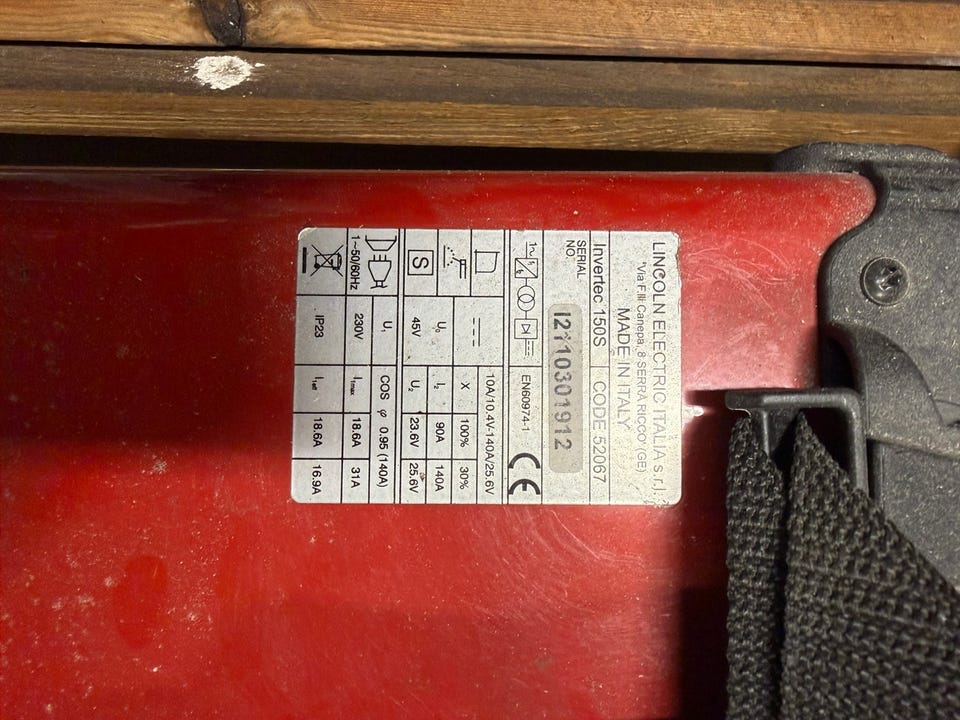 LINCOLN ELECTRIC ITALIA s.r.l.
Via F.lli Canepa, 8 SERRA RICCO' (GE)
MADE IN ITALY
Invertec 150S CODE 52067
SERIAL NO I2110301912
1~ EN60974-1 CE
10A/10.4V-140A/25.6V
X 100% 30%
S U₀ I₂ 90A 140A
45V U₂ 23.6V 25.6V
U₁ COS φ 0.95 (140A)
1~50/60Hz 230V I1max 18.6A 31A
IP23 I1eff 18.6A 16.9A